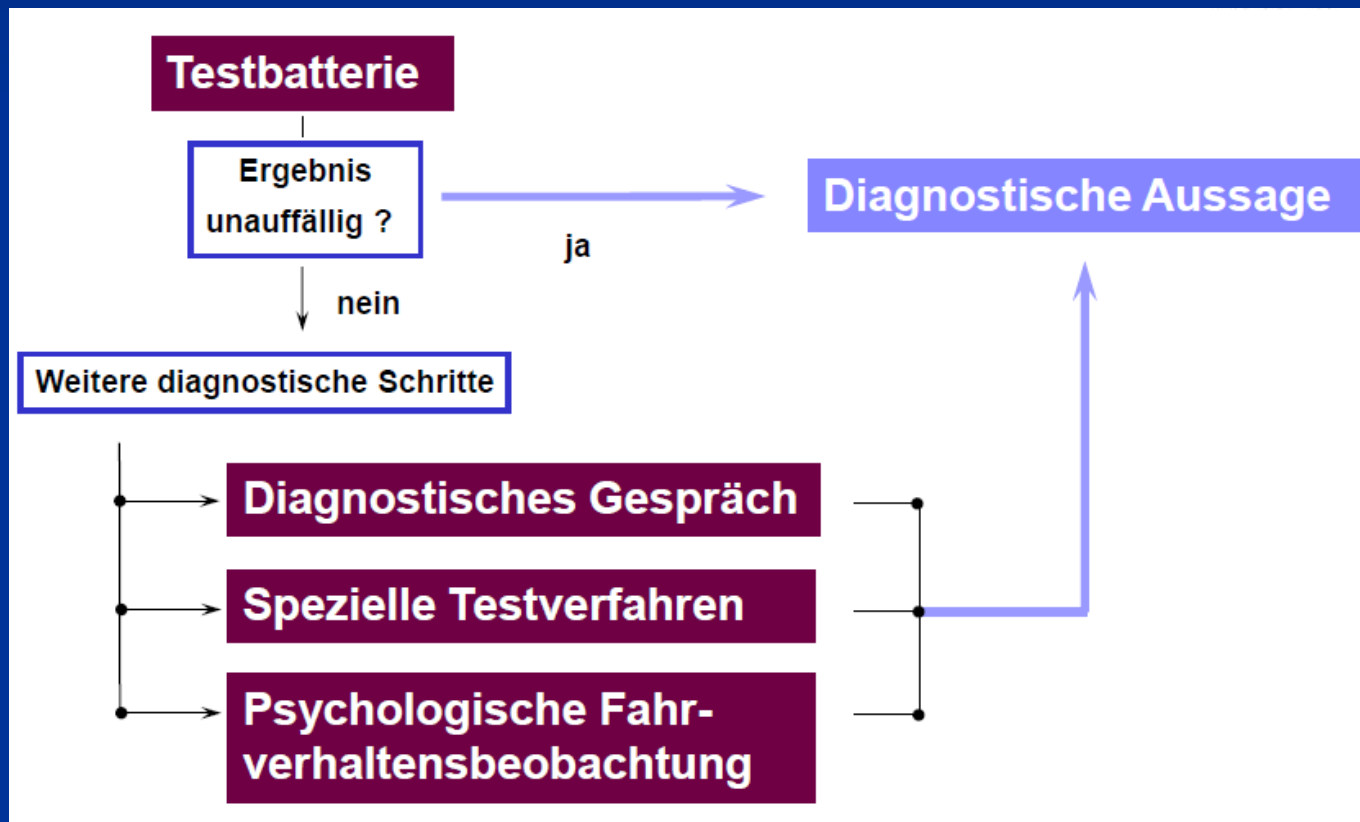 Testbatterie
Ergebnis
unauffällig ?
Diagnostische Aussage
ja
nein
Weitere diagnostische Schritte
Diagnostisches Gespräch
Spezielle Testverfahren
Psychologische Fahr-
verhaltensbeobachtung